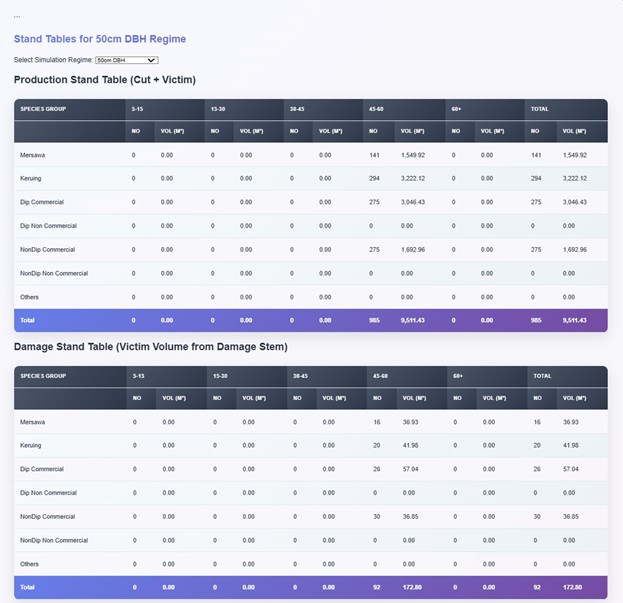 ...
Stand Tables for 50cm DBH Regime
Select Simulation Regime: 50cm DBH
Production Stand Table (Cut + Victim)
SPECIES GROUP 5-15 15-30 30-45 45-60 60+ TOTAL
NO VOL (M³) NO VOL (M³) NO VOL (M³) NO VOL (M³) NO VOL (M³) NO VOL (M³)
Mersawa 0 0.00 0 0.00 0 0.00 141 1,549.92 0 0.00 141 1,549.92
Keruing 0 0.00 0 0.00 0 0.00 294 3,222.12 0 0.00 294 3,222.12
Dip Commercial 0 0.00 0 0.00 0 0.00 275 3,046.43 0 0.00 275 3,046.43
Dip Non Commercial 0 0.00 0 0.00 0 0.00 0 0.00 0 0.00 0 0.00
NonDip Commercial 0 0.00 0 0.00 0 0.00 275 1,692.96 0 0.00 275 1,692.96
NonDip Non Commercial 0 0.00 0 0.00 0 0.00 0 0.00 0 0.00 0 0.00
Others 0 0.00 0 0.00 0 0.00 0 0.00 0 0.00 0 0.00
Total 0 0.00 0 0.00 0 0.00 985 9,511.43 0 0.00 985 9,511.43
Damage Stand Table (Victim Volume from Damage Stem)
SPECIES GROUP 5-15 15-30 30-45 45-60 60+ TOTAL
NO VOL (M³) NO VOL (M³) NO VOL (M³) NO VOL (M³) NO VOL (M³) NO VOL (M³)
Mersawa 0 0.00 0 0.00 0 0.00 16 36.93 0 0.00 16 36.93
Keruing 0 0.00 0 0.00 0 0.00 20 41.98 0 0.00 20 41.98
Dip Commercial 0 0.00 0 0.00 0 0.00 26 57.04 0 0.00 26 57.04
Dip Non Commercial 0 0.00 0 0.00 0 0.00 0 0.00 0 0.00 0 0.00
NonDip Commercial 0 0.00 0 0.00 0 0.00 30 36.85 0 0.00 30 36.85
NonDip Non Commercial 0 0.00 0 0.00 0 0.00 0 0.00 0 0.00 0 0.00
Others 0 0.00 0 0.00 0 0.00 0 0.00 0 0.00 0 0.00
Total 0 0.00 0 0.00 0 0.00 92 172.80 0 0.00 92 172.80